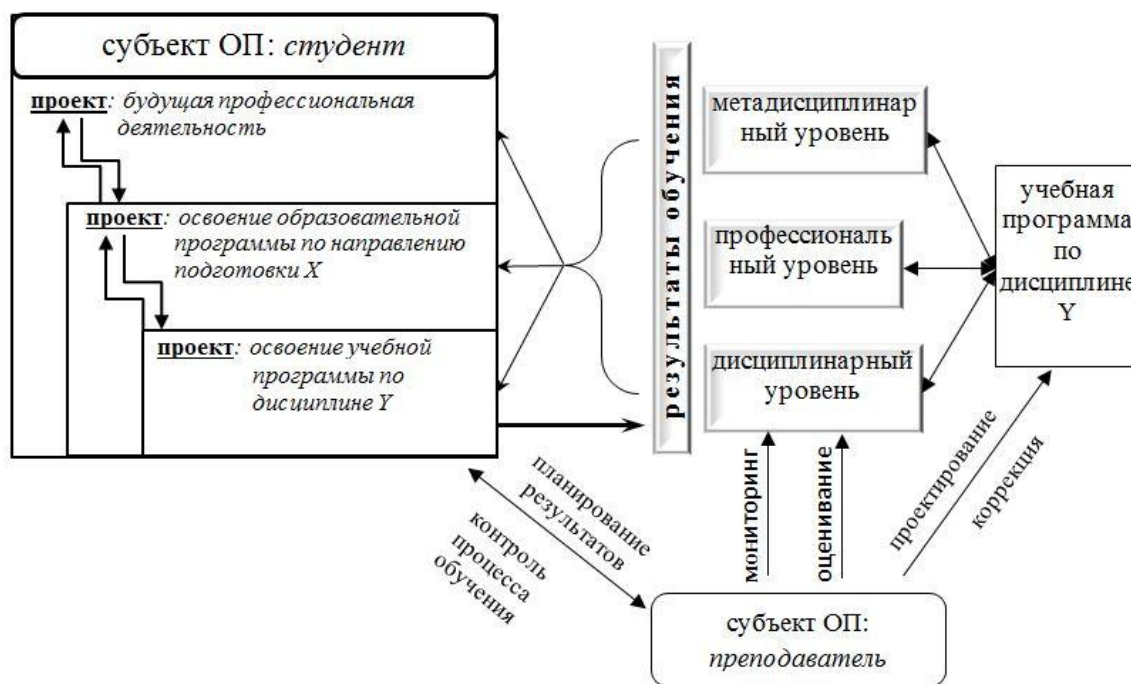 субъект ОП: студент
проект: будущая профессиональная
деятельность
проект: освоение образовательной
программы по направлению
подготовки X
проект: освоение учебной
программы по
дисциплине Y
результаты обучения
метадисциплинар
ный уровень
профессиональ
ный уровень
дисциплинарный
уровень
учебная
программа
по
дисциплине
Y
планирование
результатов
контроль
процесса
обучения
мониторинг
оценивание
проектирование
коррекция
субъект ОП:
преподаватель